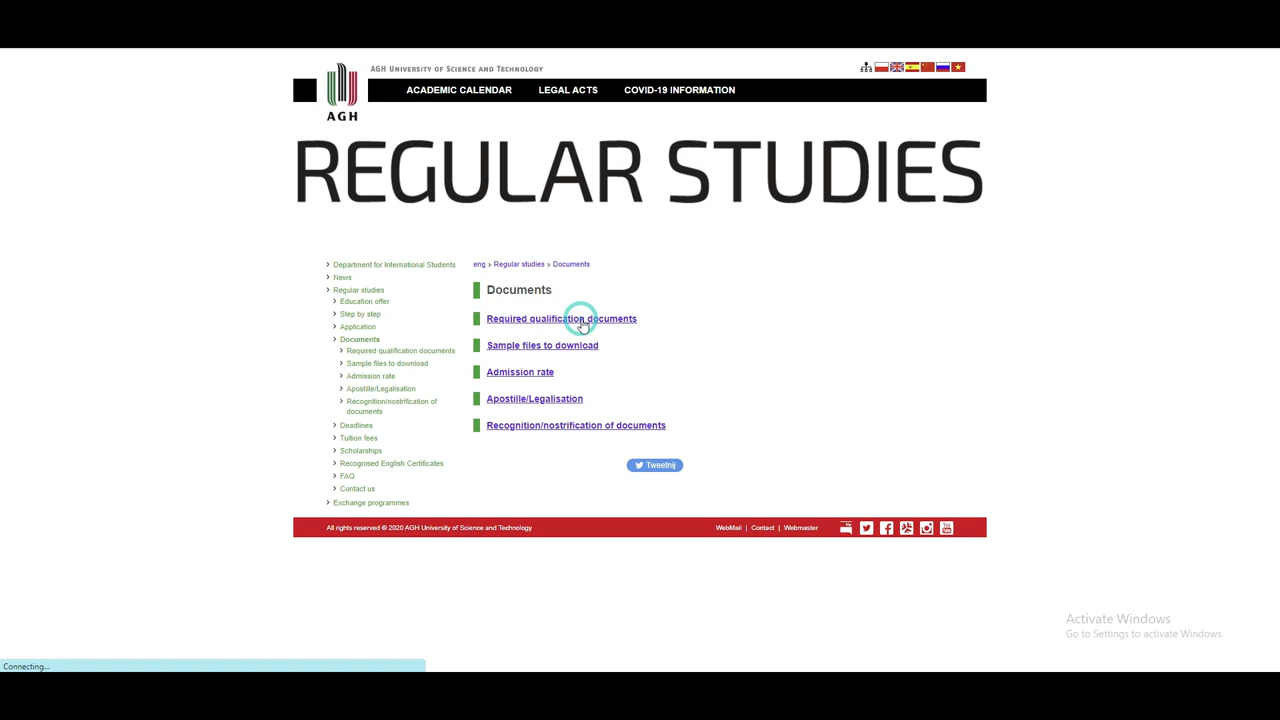 AGH University of Science and Technology
AGH
ACADEMIC CALENDAR LEGAL ACTS COVID-19 INFORMATION
REGULAR STUDIES
Department for International Students
News
Regular studies
Education offer
Step by step
Application
Documents
Required qualification documents
Sample files to download
Admission rate
Apostille/Legalisation
Recognition/nostrification of
documents
Deadlines
Tuition fees
Scholarships
Recognised English Certificates
FAQ
Contact us
Exchange programmes
eng » Regular studies » Documents
Documents
Required qualification documents
Sample files to download
Admission rate
Apostille/Legalisation
Recognition/nostrification of documents
Tweetnij
All rights reserved © 2020 AGH University of Science and Technology
WebMail | Contact | Webmaster
Activate Windows
Go to Settings to activate Windows.
Connecting...